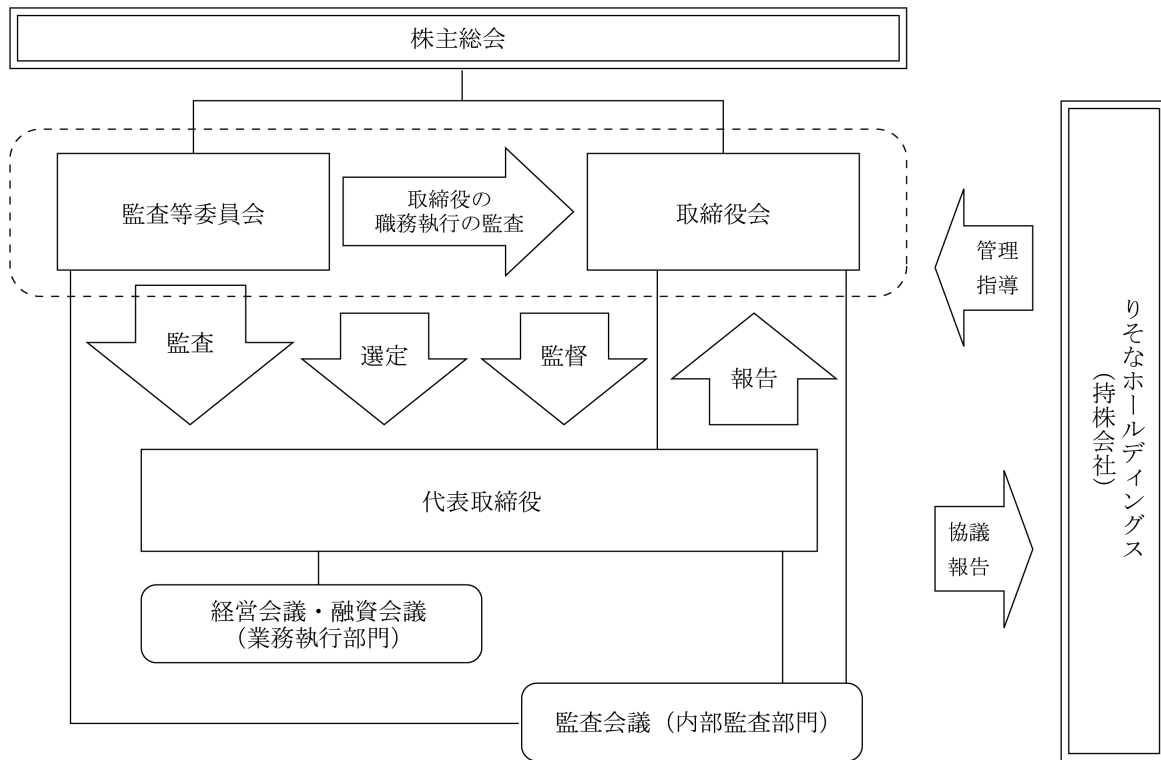 株主総会
監査等委員会
取締役の
職務執行の監査
取締役会
管理
指導
監査
選定
監督
報告
りそなホールディングス
(持株会社)
代表取締役
協議
報告
経営会議・融資会議
(業務執行部門)
監査会議(内部監査部門)